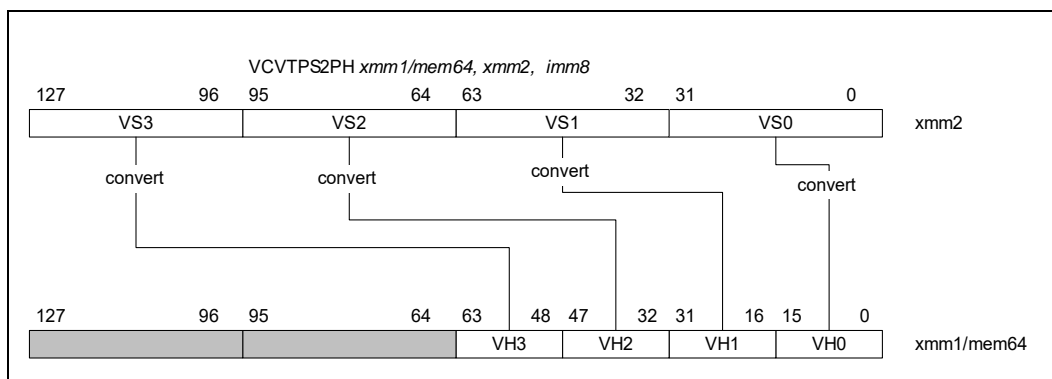 VCVTPS2PH xmm1/mem64, xmm2, imm8
127 96 95 64 63 32 31 0
VS3 VS2 VS1 VS0 xmm2
convert convert convert convert
127 96 95 64 63 48 47 32 31 16 15 0
VH3 VH2 VH1 VH0 xmm1/mem64